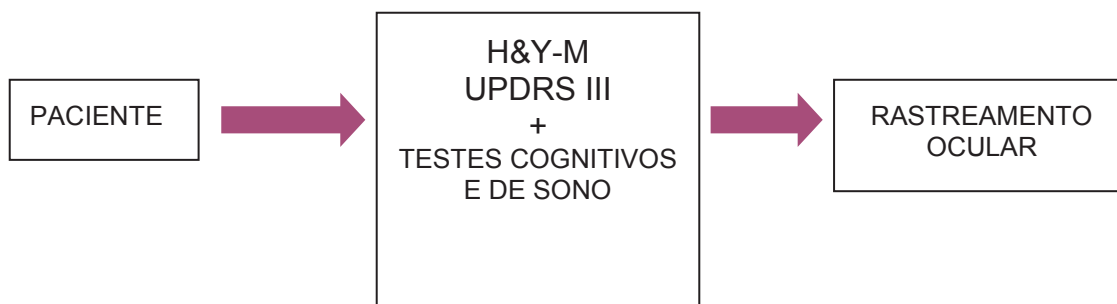 PACIENTE
H&Y-M
UPDRS III
+
TESTES COGNITIVOS
E DE SONO
RASTREAMENTO
OCULAR